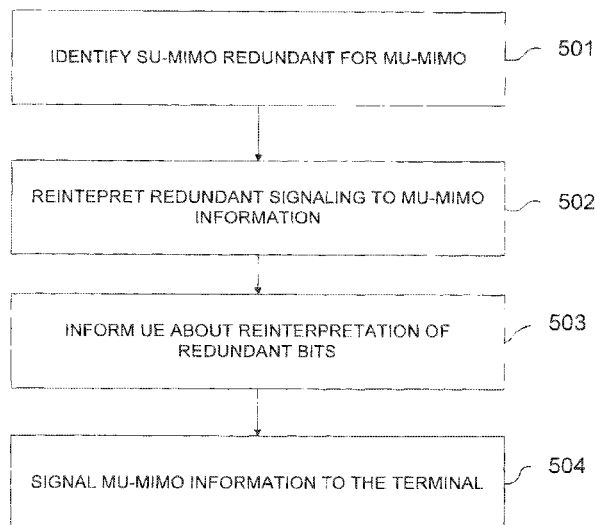 IDENTIFY SU-MIMO REDUNDANT FOR MU-MIMO
501
REINTEPRET REDUNDANT SIGNALING TO MU-MIMO
INFORMATION
502
INFORM UE ABOUT REINTERPRETATION OF
REDUNDANT BITS
503
SIGNAL MU-MIMO INFORMATION TO THE TERMINAL
504